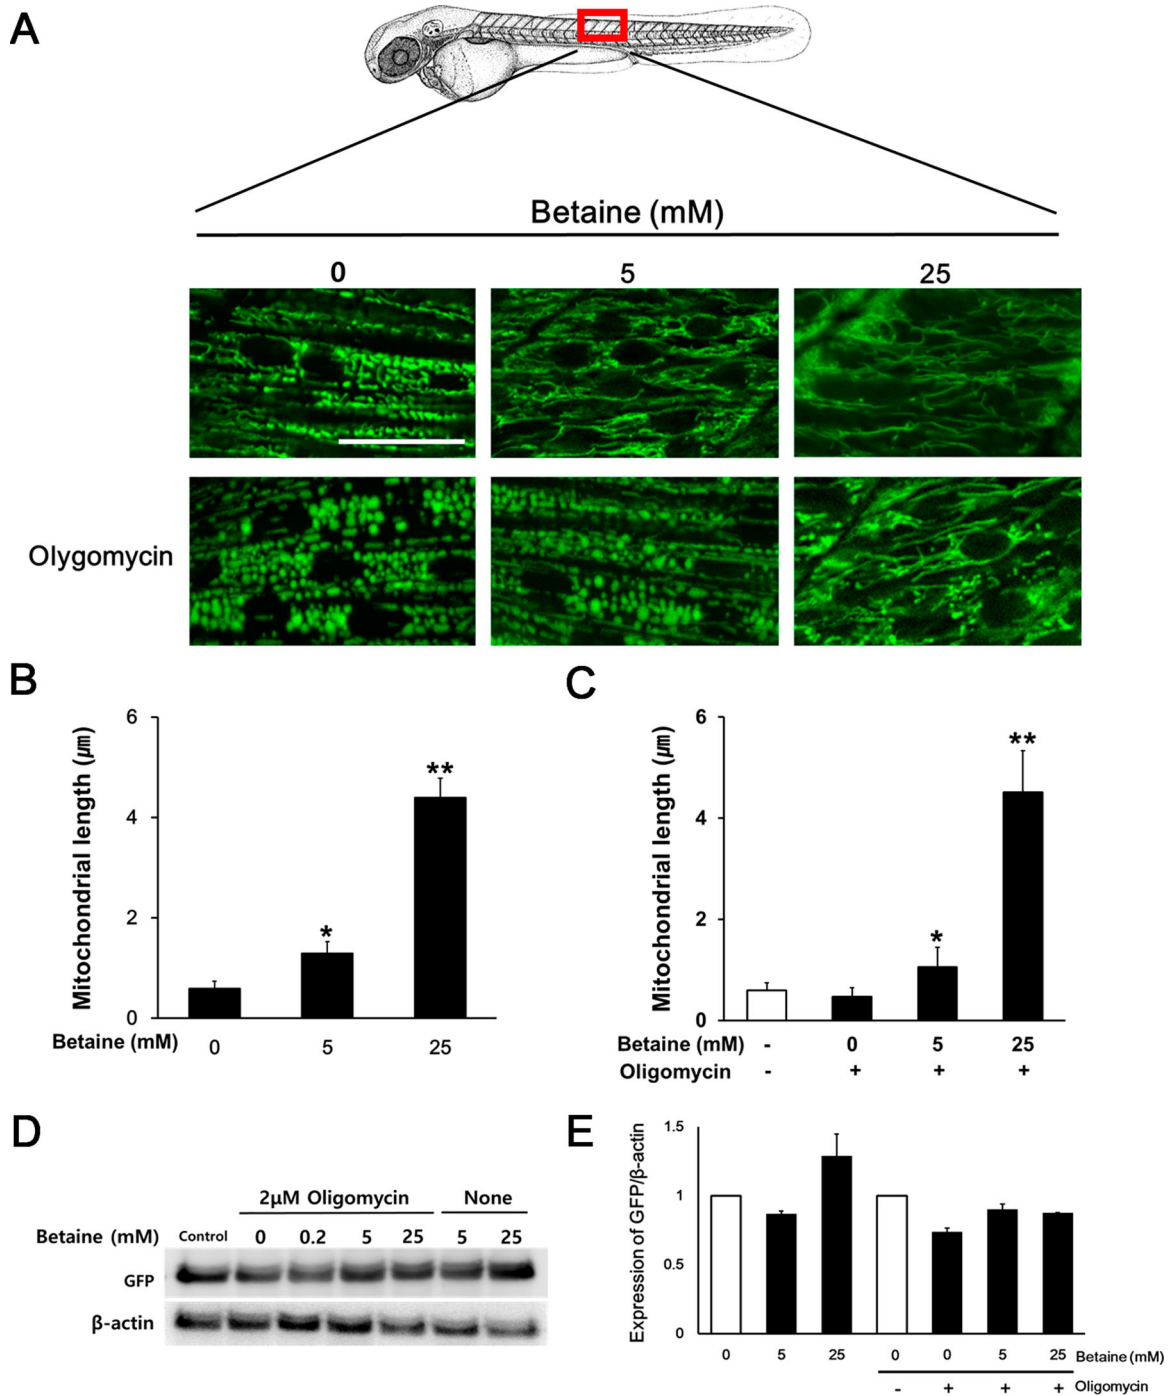 A
Betaine (mM)
0 5 25
Olygomycin
B
Mitochondrial length (㎛)
6
4
2
0
*
**
Betaine (mM) 0 5 25
C
Mitochondrial length (㎛)
6
4
2
0
*
**
Betaine (mM) - 0 5 25
Oligomycin - + + +
D
2μM Oligomycin None
Betaine (mM) Control 0 0.2 5 25 5 25
GFP
β-actin
E
Expression of GFP/β-actin
1.5
1
0.5
0
0 5 25 0 0 5 25 Betaine (mM)
- + + + Oligomycin